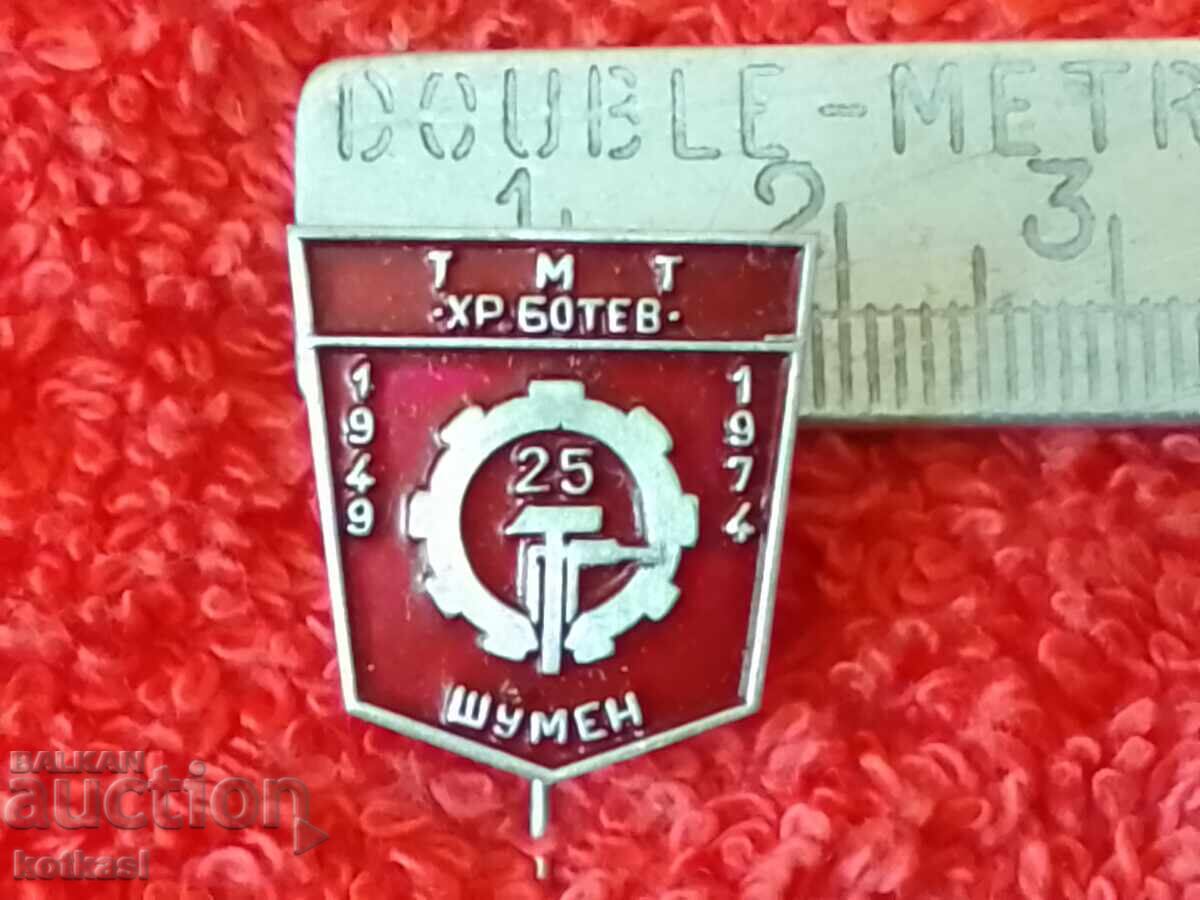 DOUBLE-METR
1 2 3
Т М Т
·ХР БОТЕВ·
1949
1974
25
ШУМЕН
BALKAN
auction
kotkasl